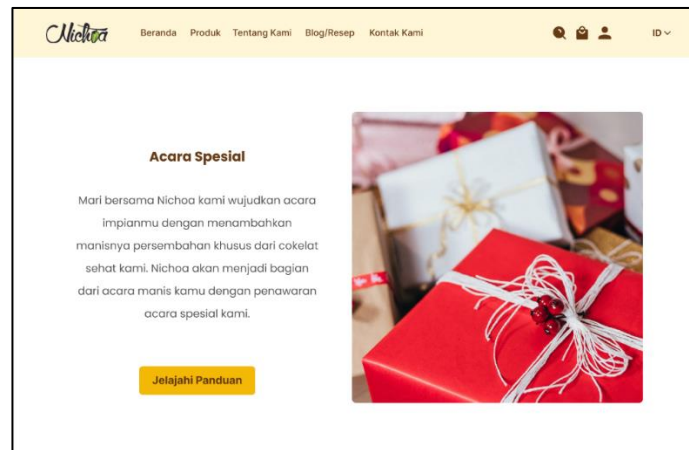 Nichoa
Beranda Produk Tentang Kami Blog/Resep Kontak Kami ID
Acara Spesial
Mari bersama Nichoa kami wujudkan acara
impianmu dengan menambahkan
manisnya persembahan khusus dari cokelat
sehat kami. Nichoa akan menjadi bagian
dari acara manis kamu dengan penawaran
acara spesial kami.
Jelajahi Panduan